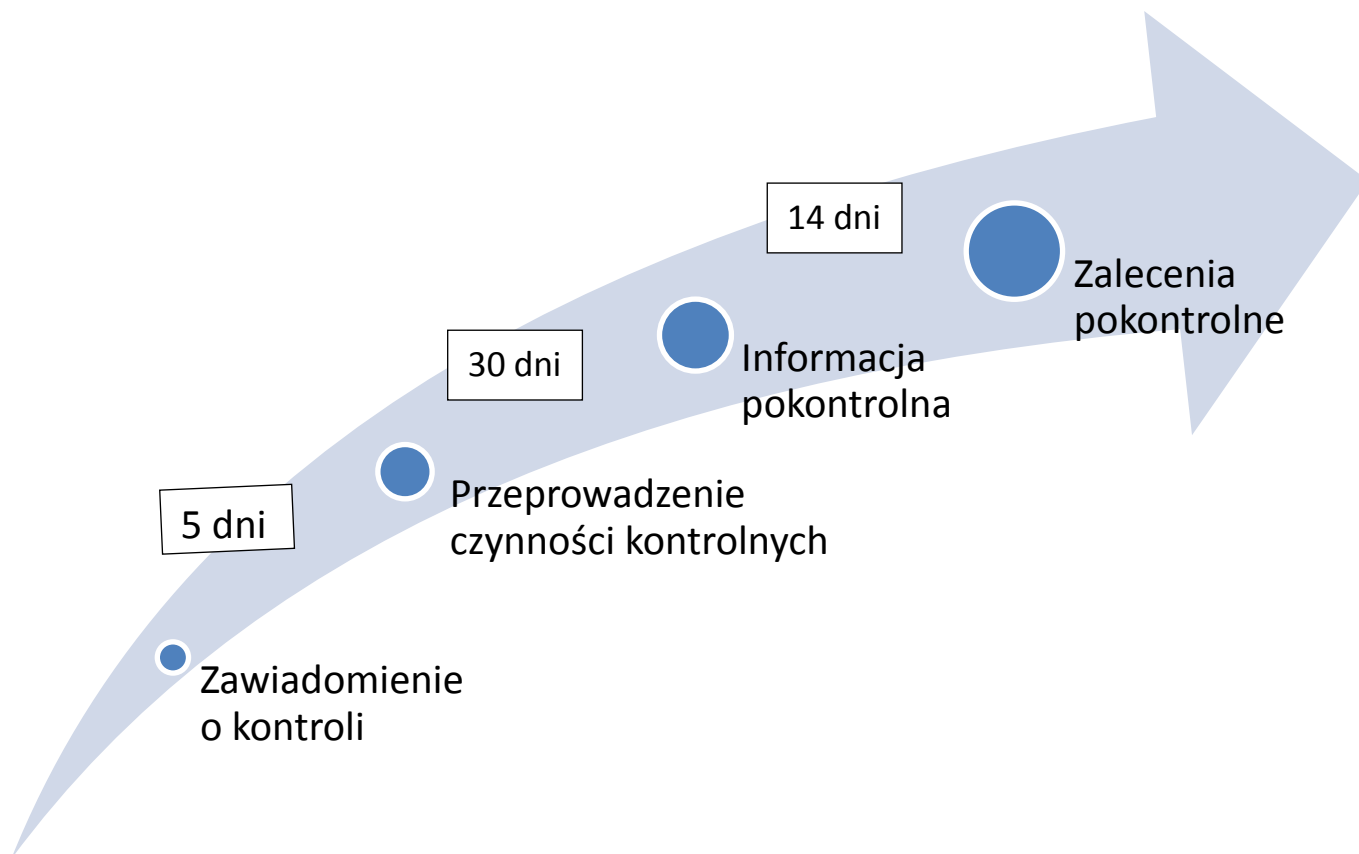 14 dni
Zalecenia
pokontrolne
30 dni
Informacja
pokontrolna
5 dni
Przeprowadzenie
czynności kontrolnych
Zawiadomienie
o kontroli